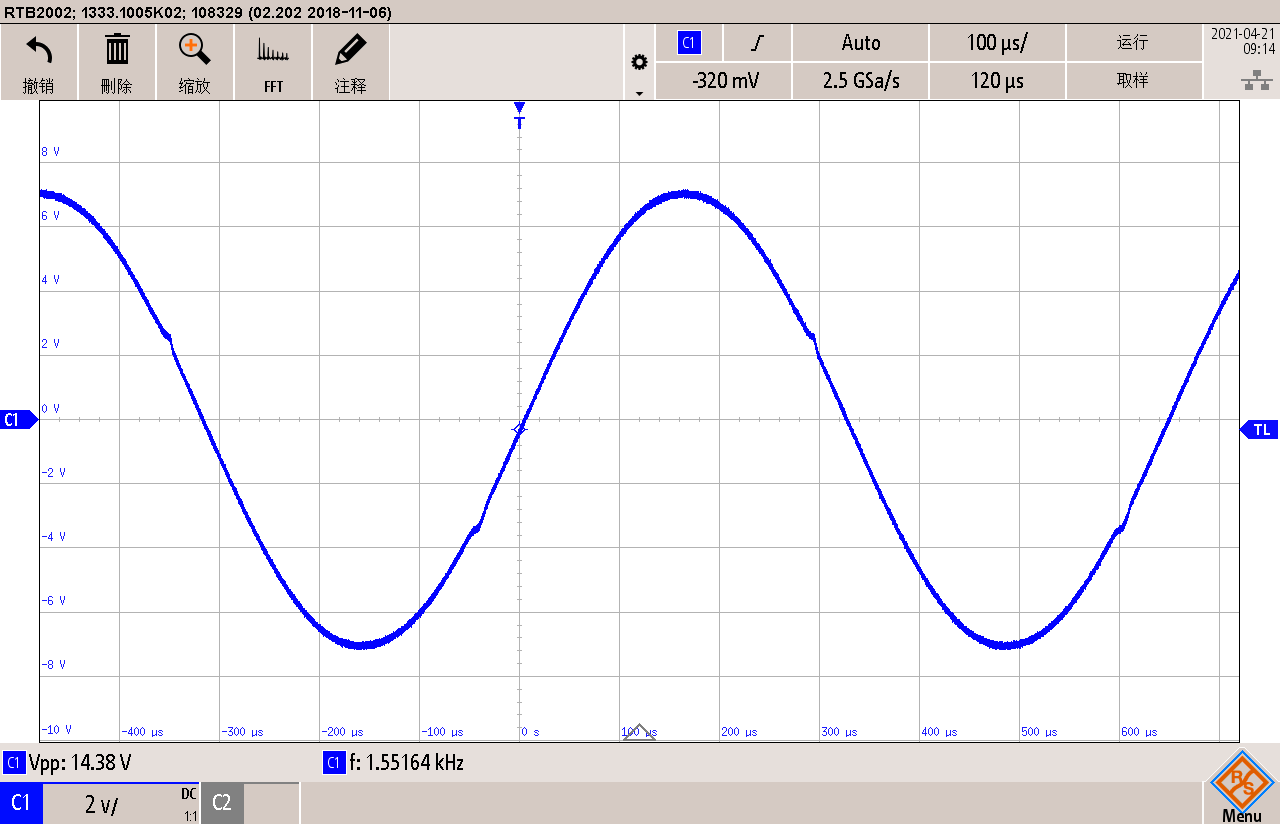 RTB2002; 1333.1005K02; 108329 (02.202 2018-11-06)
撤销 删除 缩放 FFT 注释
C1 Auto 100 µs/ 运行
-320 mV 2.5 GSa/s 120 µs 取样
2021-04-21
09:14
T
8 V
6 V
4 V
2 V
0 V
-2 V
-4 V
-6 V
-8 V
-10 V
C1
TL
-400 µs -300 µs -200 µs -100 µs 0 s 100 µs 200 µs 300 µs 400 µs 500 µs 600 µs
C1 Vpp: 14.38 V C1 f: 1.55164 kHz
C1 2 v/ DC 1:1 C2
R S
Menu